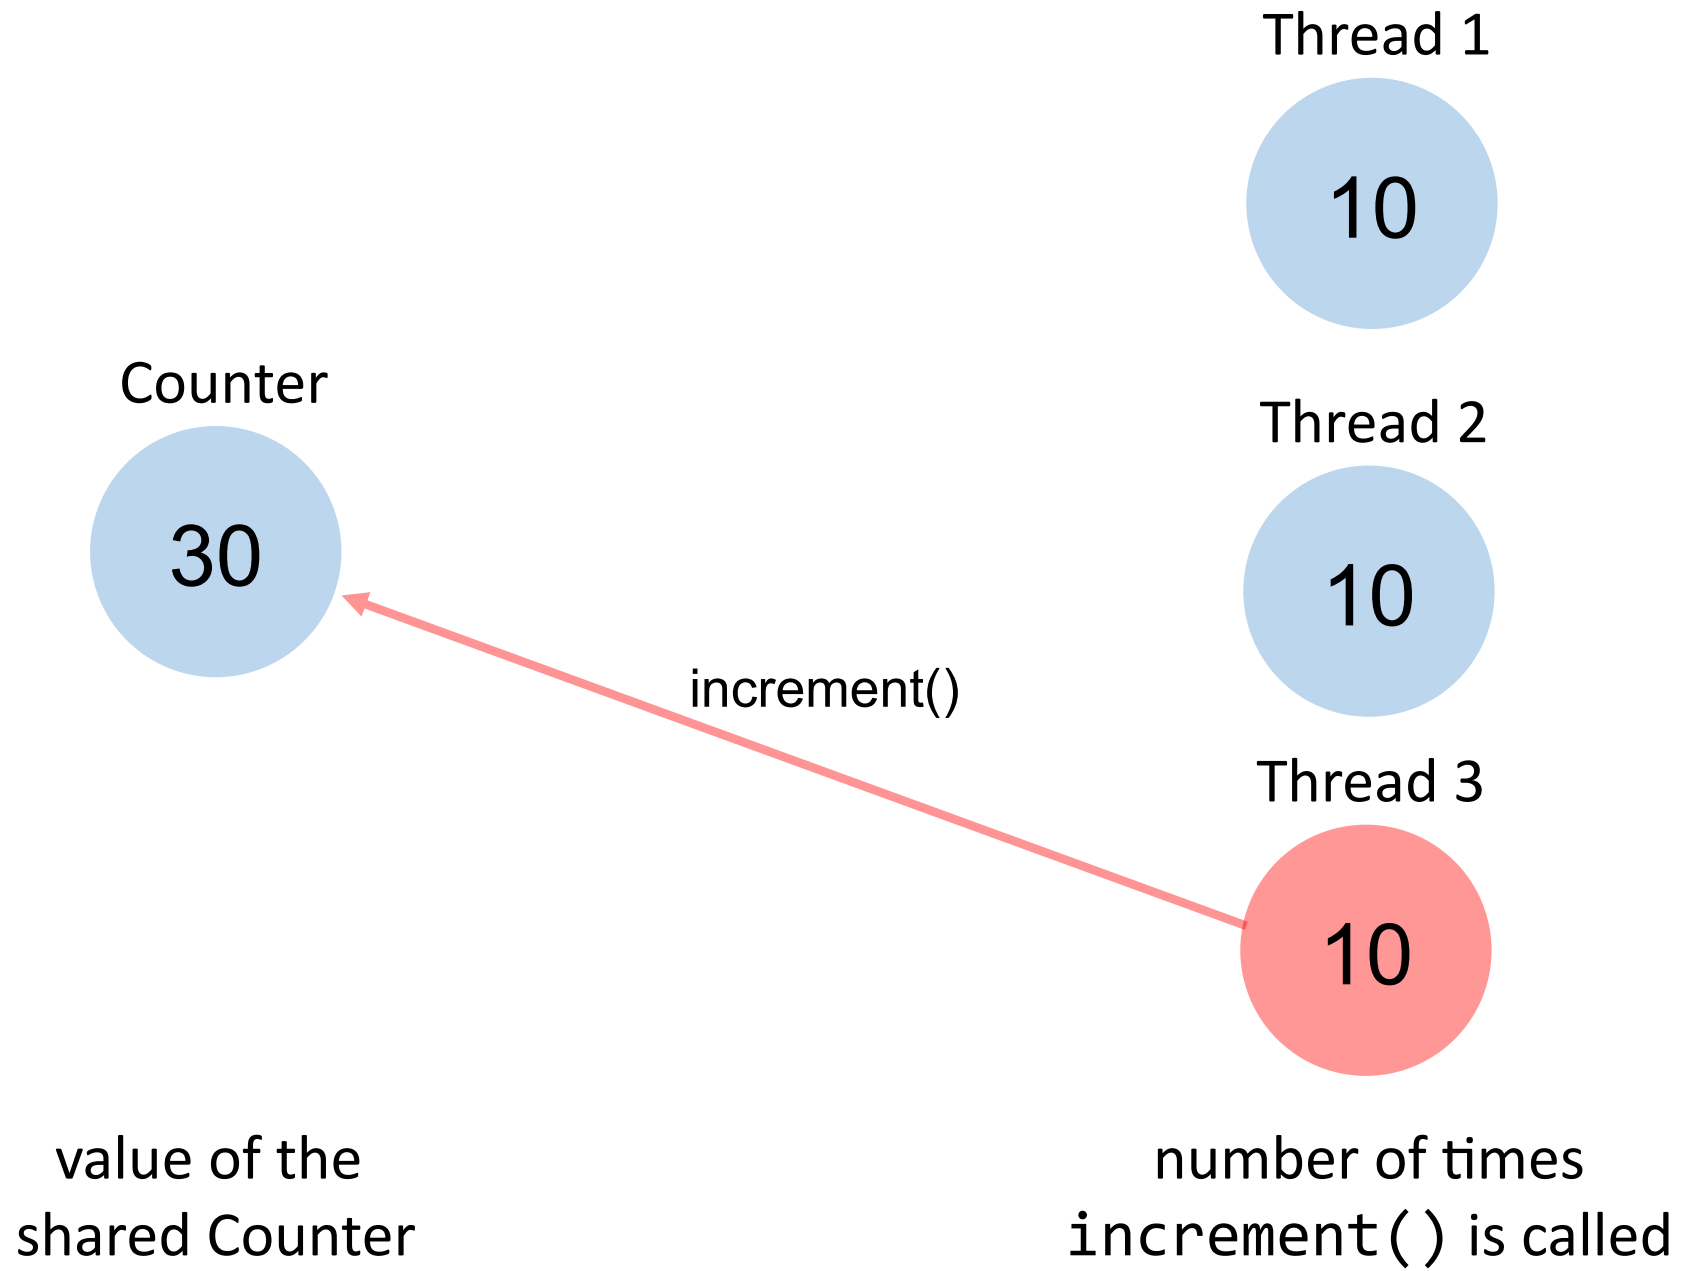 Thread 1
10
Counter
30
Thread 2
10
increment()
Thread 3
10
value of the
shared Counter
number of times
increment() is called